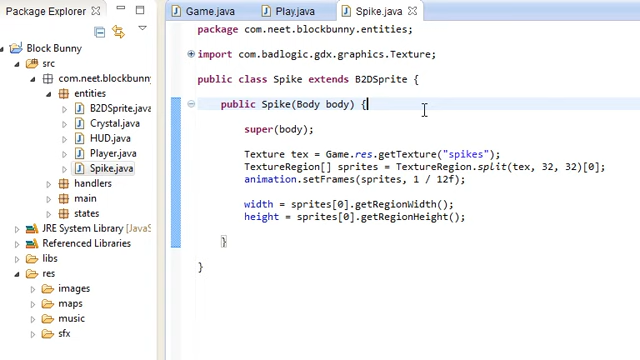 Package Explorer
Game.java
Play.java
Spike.java
Block Bunny
src
com.neet.blockbunny
entities
B2DSprite.java
Crystal.java
HUD.java
Player.java
Spike.java
handlers
main
states
JRE System Library [JavaS
Referenced Libraries
libs
res
images
maps
music
sfx
package com.neet.blockbunny.entities;
import com.badlogic.gdx.graphics.Texture;
public class Spike extends B2DSprite {
public Spike(Body body) {
super(body);
Texture tex = Game.res.getTexture("spikes");
TextureRegion[] sprites = TextureRegion.split(tex, 32, 32)[0];
animation.setFrames(sprites, 1 / 12f);
width = sprites[0].getRegionWidth();
height = sprites[0].getRegionHeight();
}
}